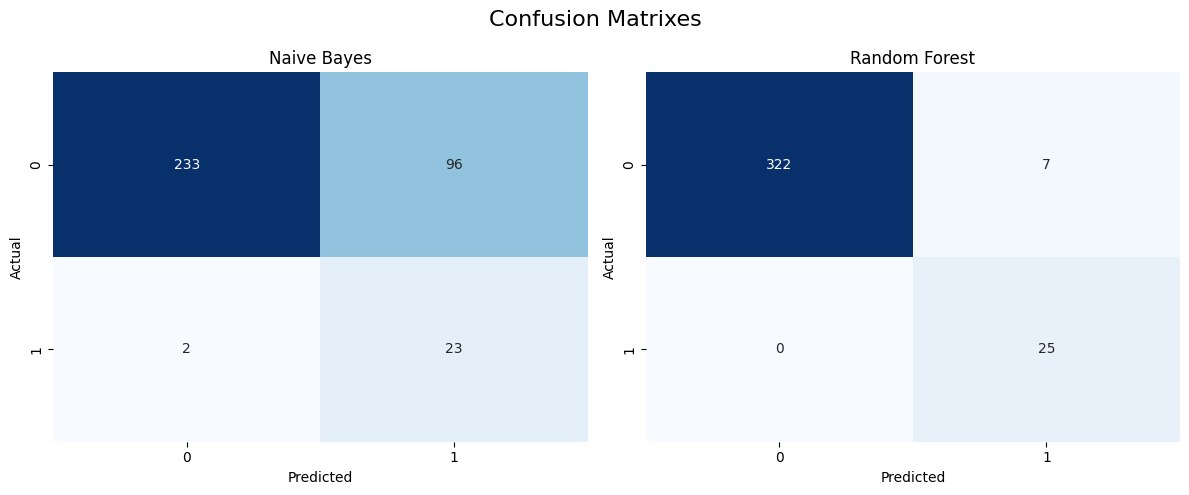 Confusion Matrixes
Naive Bayes
0
233
96
Actual
1
2
23
0
1
Predicted
Random Forest
0
322
7
Actual
1
0
25
0
1
Predicted